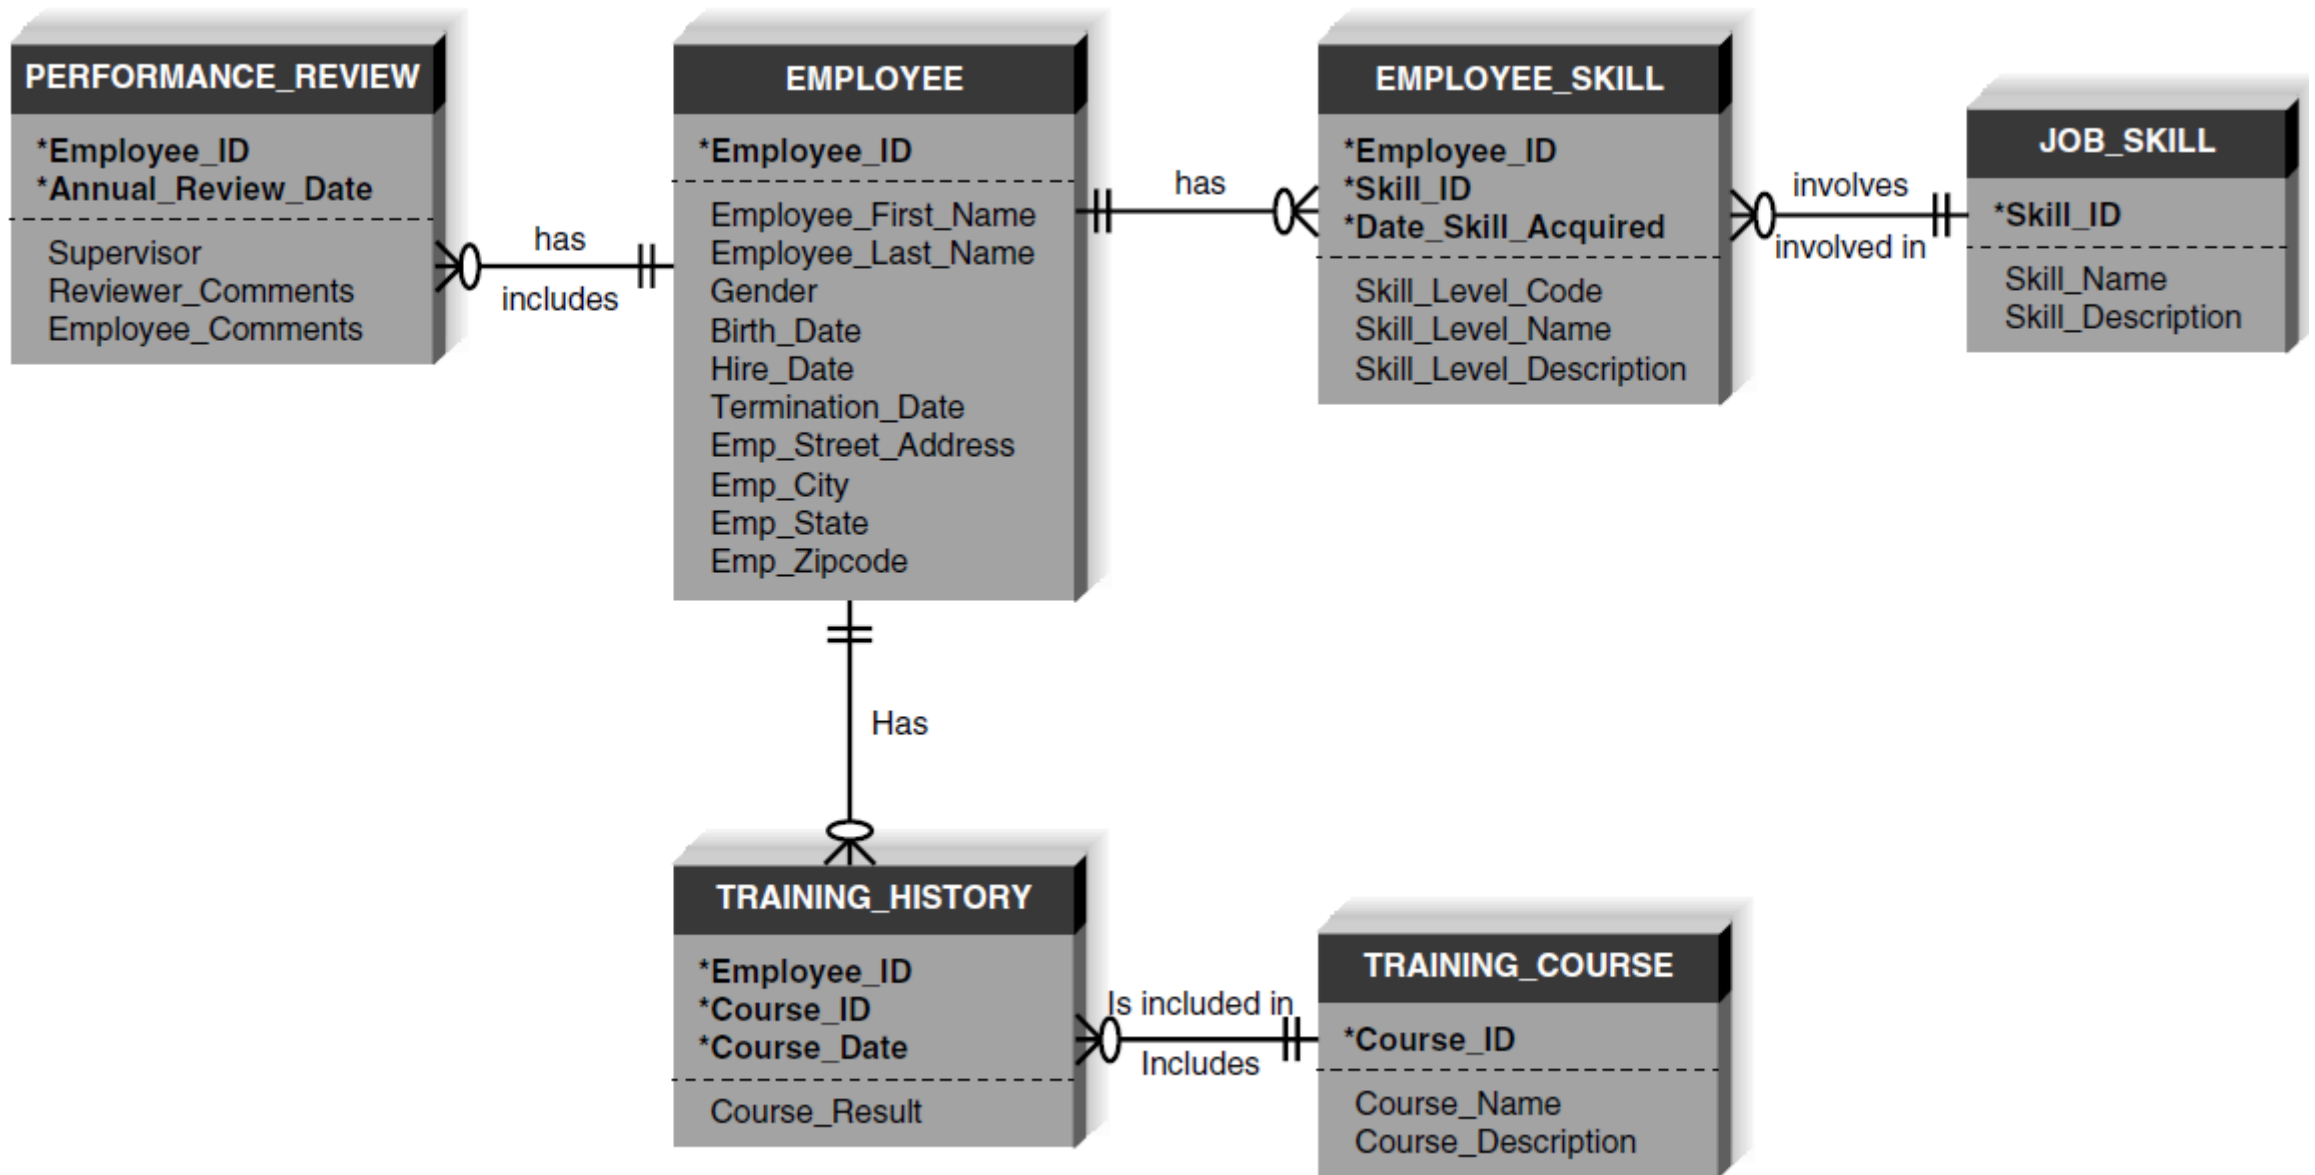 PERFORMANCE_REVIEW
*Employee_ID
*Annual_Review_Date
Supervisor
Reviewer_Comments
Employee_Comments
has
includes
EMPLOYEE
*Employee_ID
Employee_First_Name
Employee_Last_Name
Gender
Birth_Date
Hire_Date
Termination_Date
Emp_Street_Address
Emp_City
Emp_State
Emp_Zipcode
has
EMPLOYEE_SKILL
*Employee_ID
*Skill_ID
*Date_Skill_Acquired
Skill_Level_Code
Skill_Level_Name
Skill_Level_Description
involves
involved in
JOB_SKILL
*Skill_ID
Skill_Name
Skill_Description
Has
TRAINING_HISTORY
*Employee_ID
*Course_ID
*Course_Date
Course_Result
Is included in
Includes
TRAINING_COURSE
*Course_ID
Course_Name
Course_Description